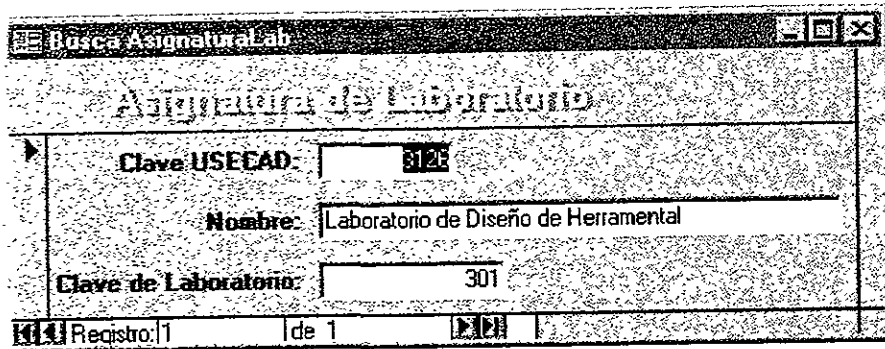 Busca AsignaturaLab
Asignatura de Laboratorio
Clave USECAD:
Nombre: Laboratorio de Diseño de Herramental
Clave de Laboratorio: 301
Registro: 1 de 1